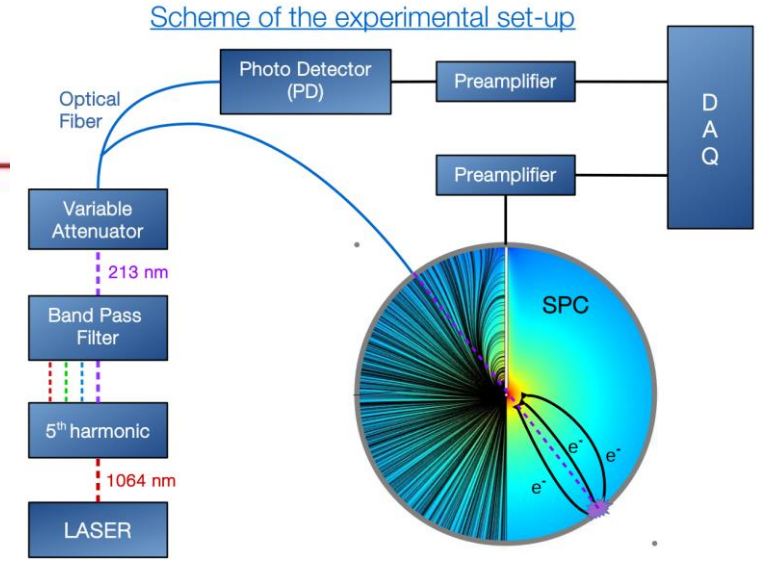 Scheme of the experimental set-up
Photo Detector
(PD)
Preamplifier
D
A
Q
Optical
Fiber
Preamplifier
Variable
Attenuator
213 nm
Band Pass
Filter
SPC
5th harmonic
e-
e-
e-
1064 nm
LASER